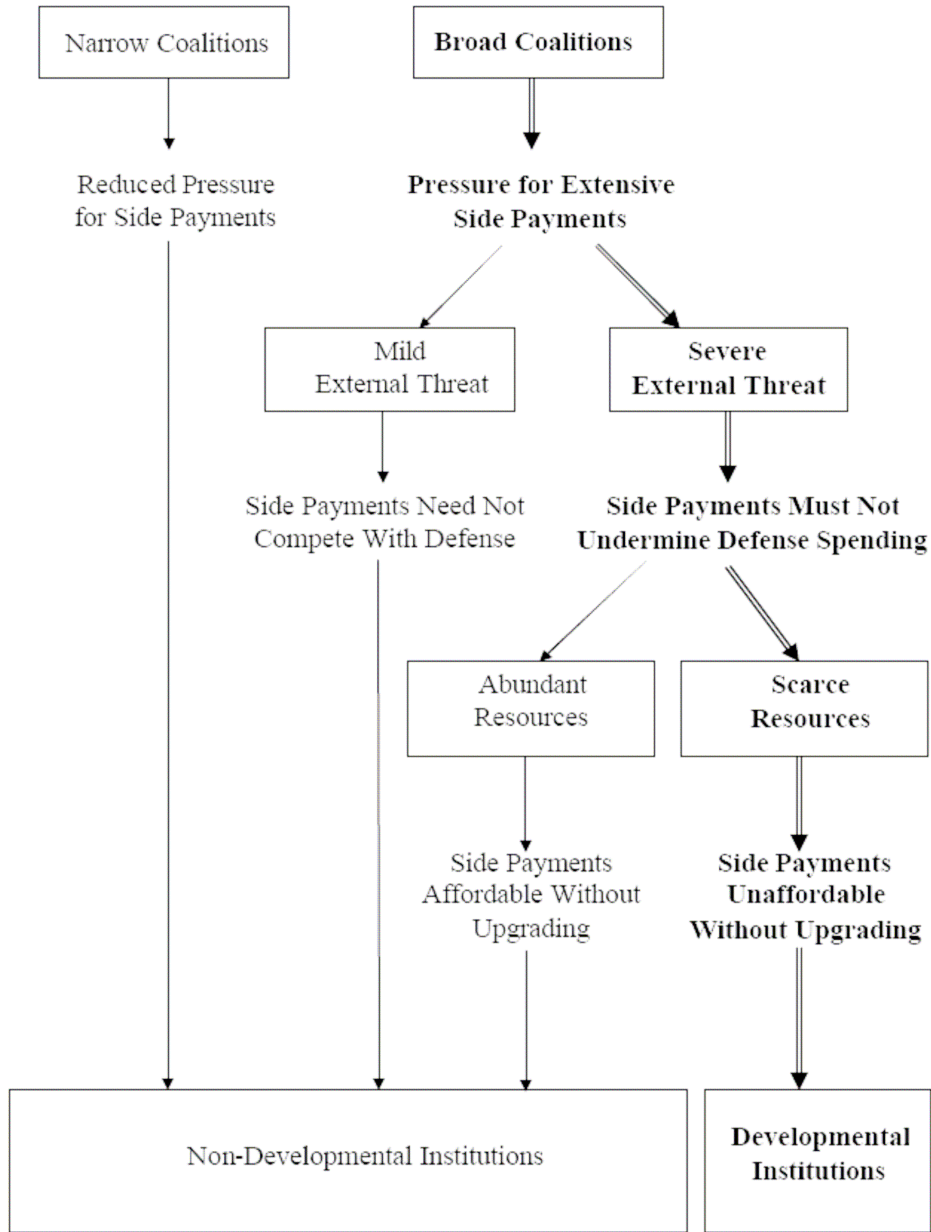 Narrow Coalitions
Broad Coalitions
Reduced Pressure
for Side Payments
Pressure for Extensive
Side Payments
Mild
External Threat
Severe
External Threat
Side Payments Need Not
Compete With Defense
Side Payments Must Not
Undermine Defense Spending
Abundant
Resources
Scarce
Resources
Side Payments
Affordable Without
Upgrading
Side Payments
Unaffordable
Without Upgrading
Non-Developmental Institutions
Developmental
Institutions